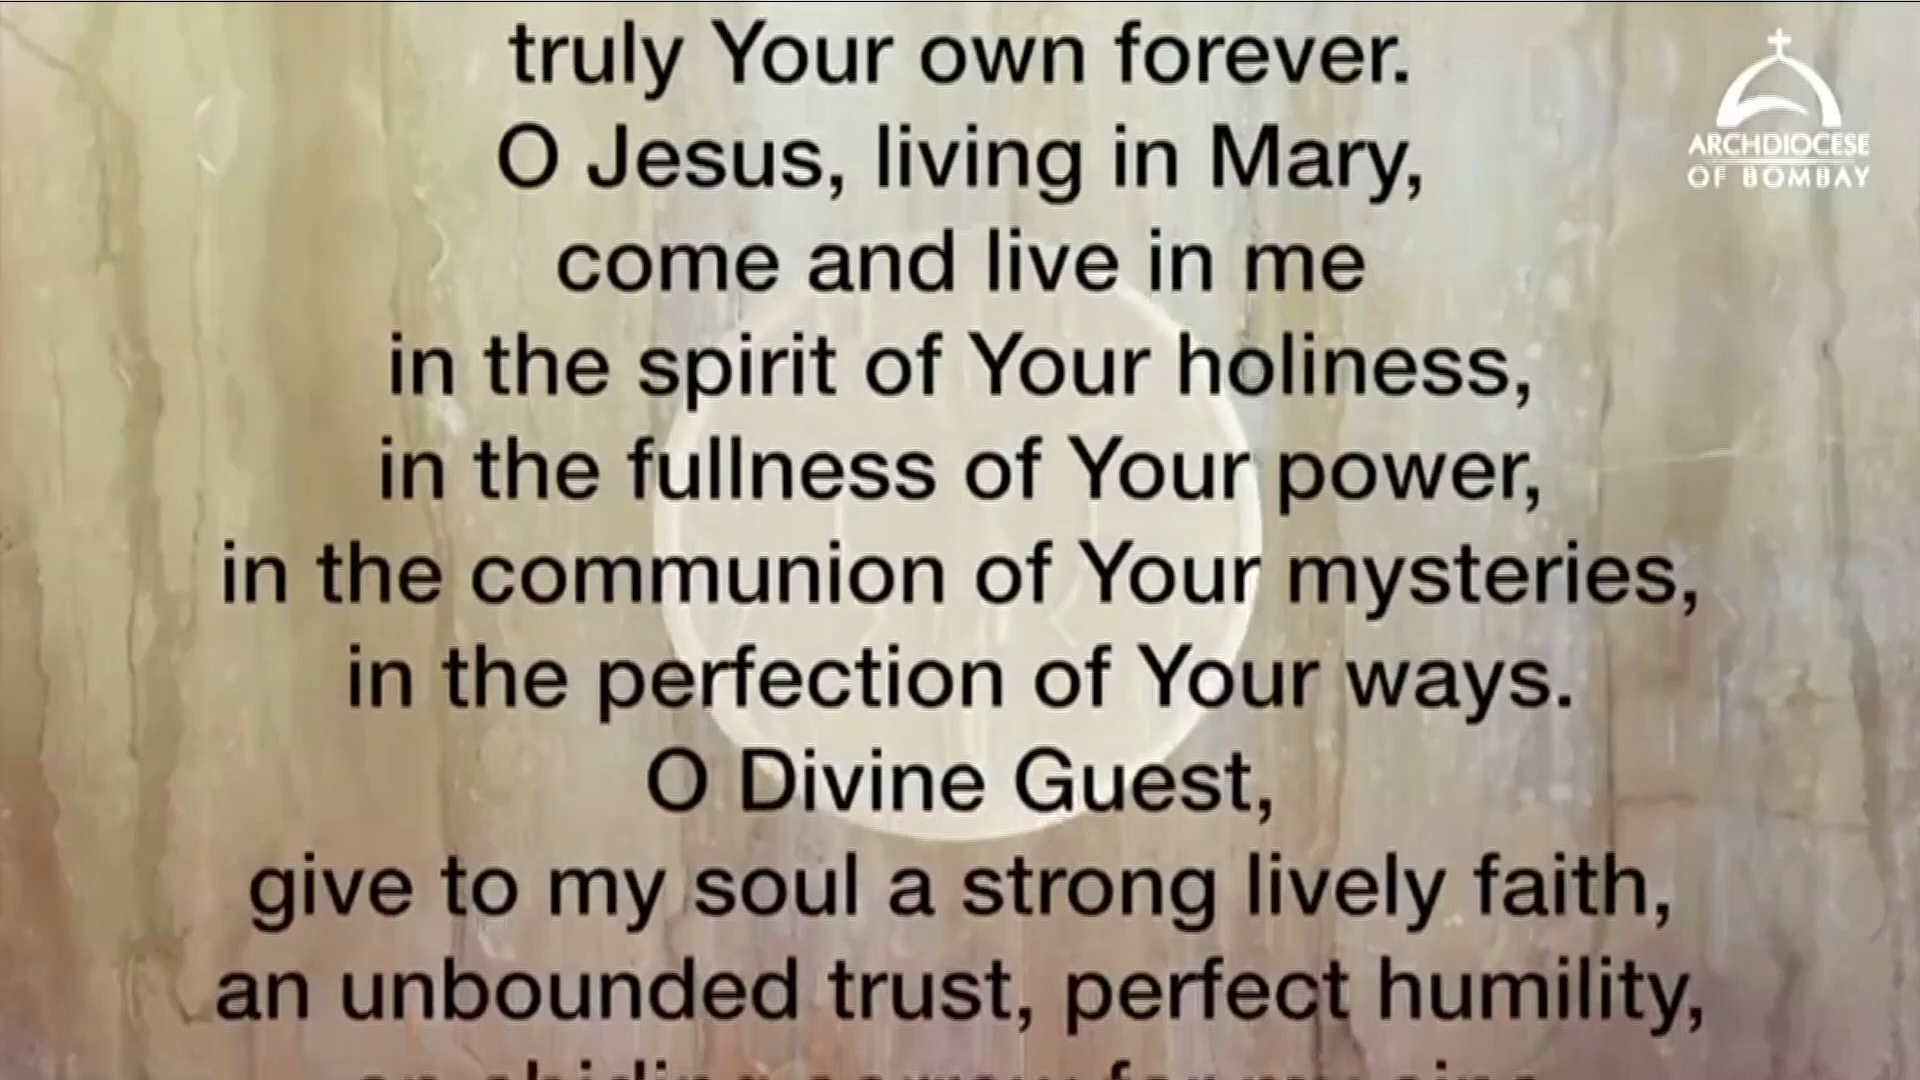 truly Your own forever.
O Jesus, living in Mary,
come and live in me
in the spirit of Your holiness,
in the fullness of Your power,
in the communion of Your mysteries,
in the perfection of Your ways.
O Divine Guest,
give to my soul a strong lively faith,
an unbounded trust, perfect humility,
ARCHDIOCESE
OF BOMBAY